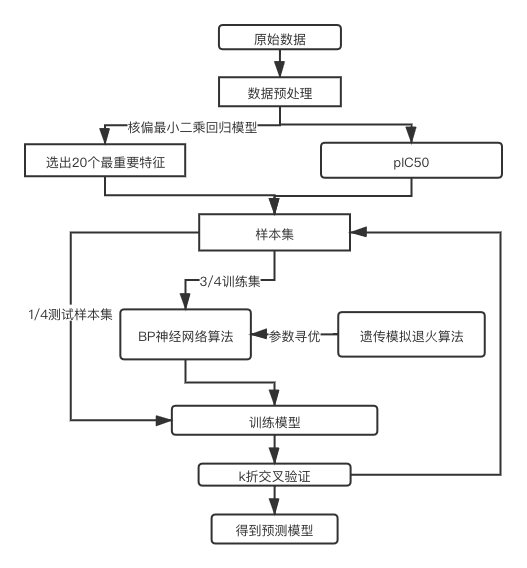 原始数据
数据预处理
核偏最小二乘回归模型
选出20个最重要特征
pIC50
样本集
3/4训练集
1/4测试样本集
BP神经网络算法
参数寻优
遗传模拟退火算法
训练模型
k折交叉验证
得到预测模型